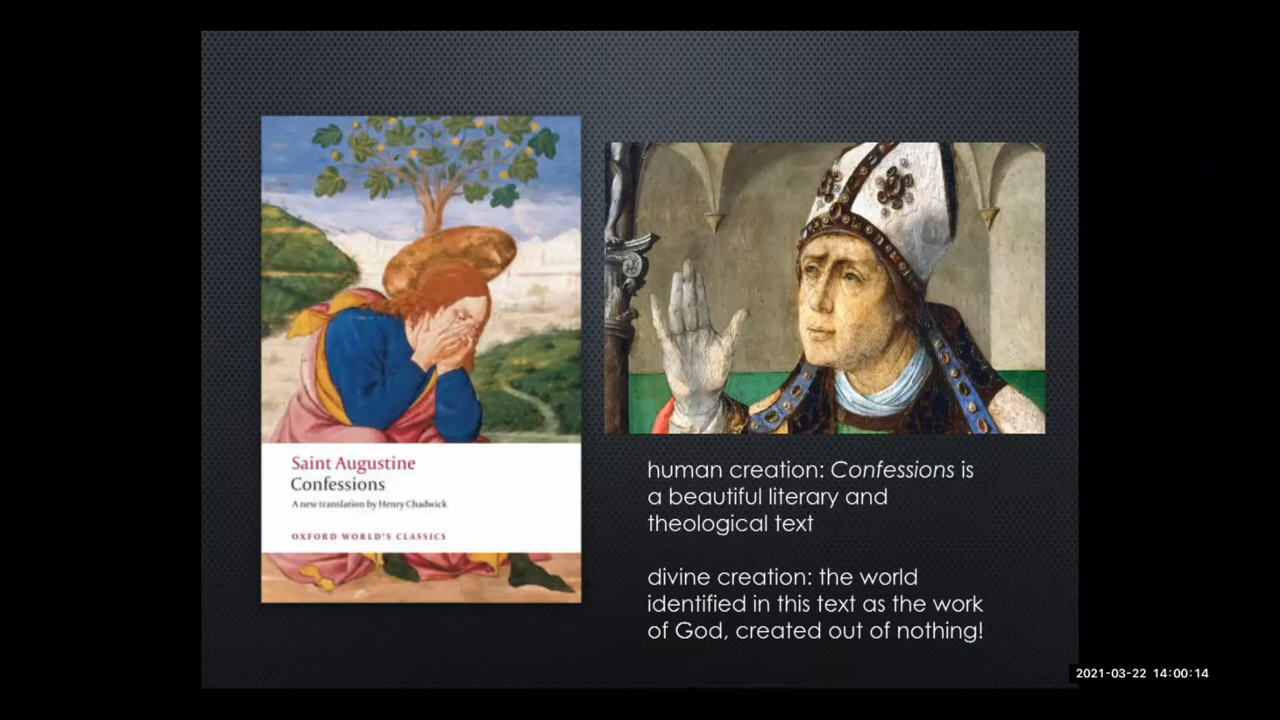 Saint Augustine
Confessions
A new translation by Henry Chadwick
OXFORD WORLD'S CLASSICS
human creation: Confessions is
a beautiful literary and
theological text
divine creation: the world
identified in this text as the work
of God, created out of nothing!
2021-03-22 14:00:14